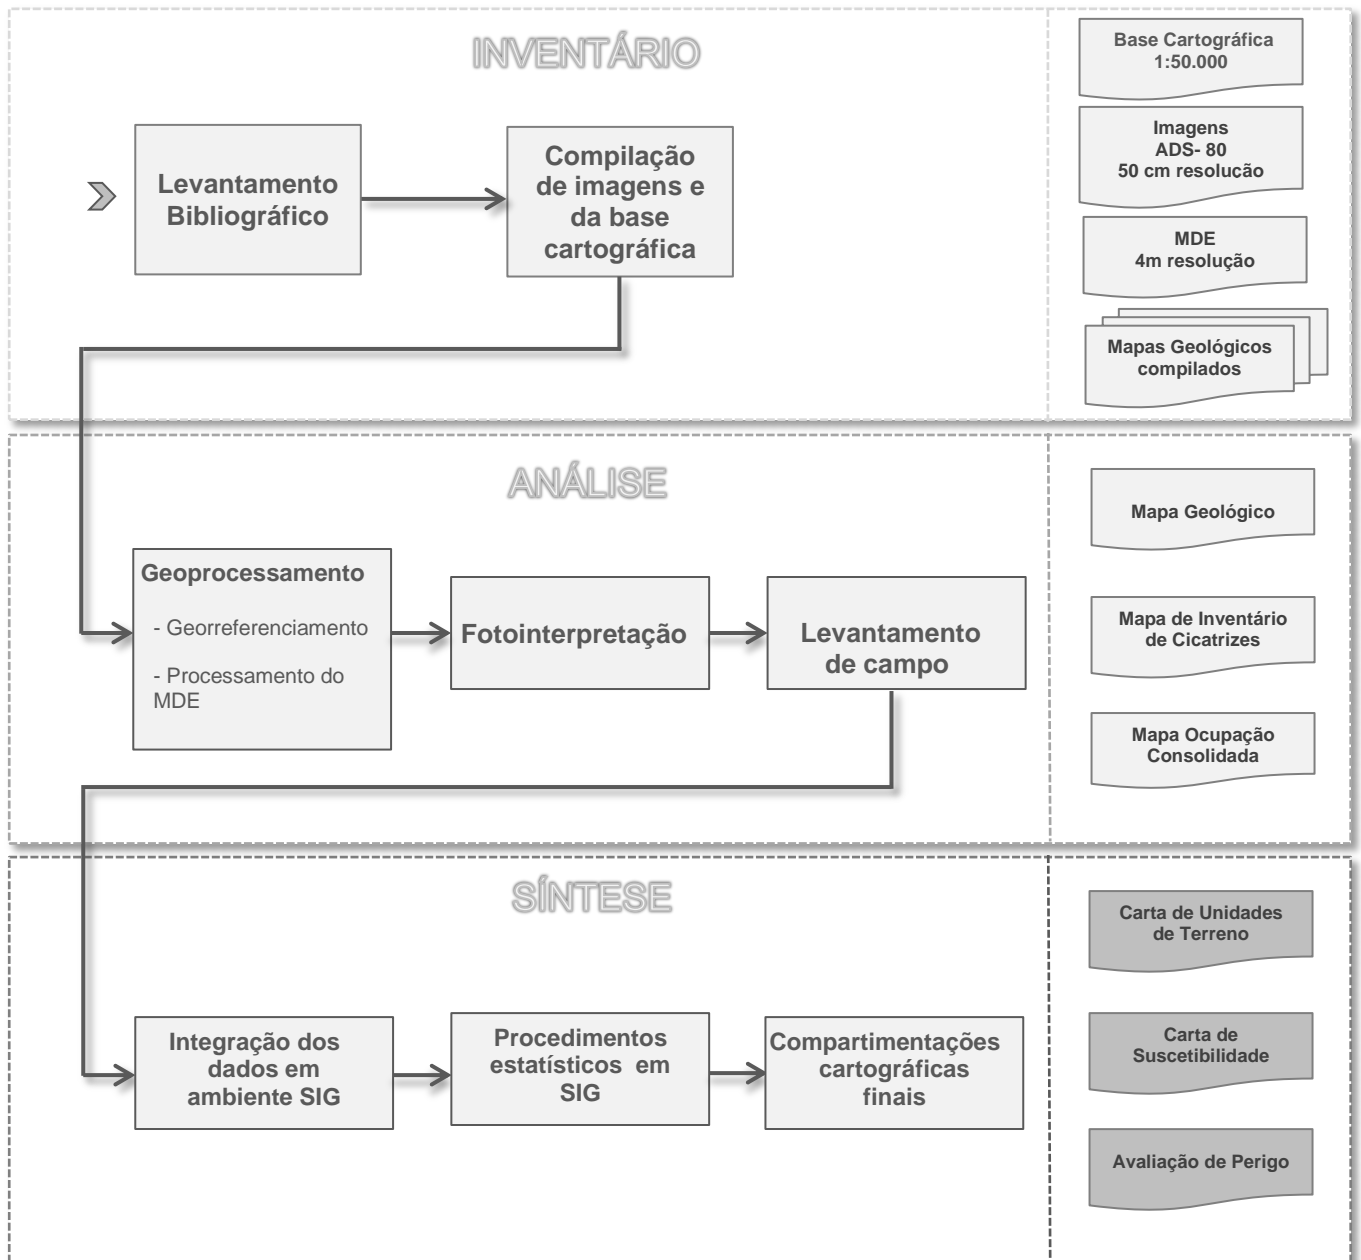 INVENTÁRIO
Levantamento
Bibliográfico
Compilação
de imagens e
da base
cartográfica
Base Cartográfica
1:50.000
Imagens
ADS- 80
50 cm resolução
MDE
4m resolução
Mapas Geológicos
compilados
ANÁLISE
Geoprocessamento
- Georreferenciamento
- Processamento do
MDE
Fotointerpretação
Levantamento
de campo
Mapa Geológico
Mapa de Inventário
de Cicatrizes
Mapa Ocupação
Consolidada
SÍNTESE
Integração dos
dados em
ambiente SIG
Procedimentos
estatísticos em
SIG
Compartimentações
cartográficas
finais
Carta de Unidades
de Terreno
Carta de
Suscetibilidade
Avaliação de Perigo